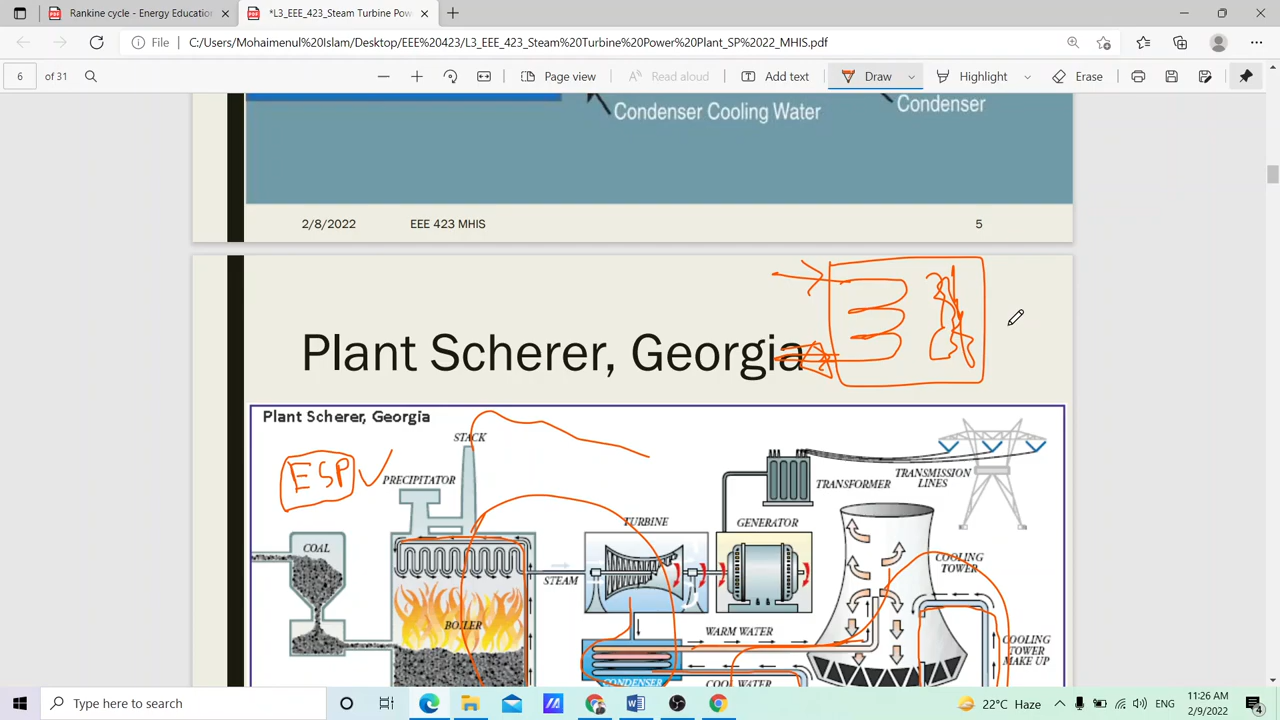 Rankine cycle - Energy Education
*L3_EEE_423_Steam Turbine Pow
File
C:/Users/Mohaimenul%20Islam/Desktop/EEE%20423/L3_EEE_423_Steam%20Turbine%20Power%20Plant_SP%2022_MHIS.pdf
6 of 31
Page view
Read aloud
Add text
Draw
Highlight
Erase
Condenser Cooling Water
Condenser
2/8/2022
EEE 423 MHIS
5
Plant Scherer, Georgia
Plant Scherer, Georgia
STACK
ESP
PRECIPITATOR
TRANSFORMER
TRANSMISSION
LINES
TURBINE
GENERATOR
COAL
COOLING
TOWER
STEAM
BOILER
WARM WATER
COOLING
TOWER
MAKE UP
CONDENSER
COOL WATER
Type here to search
22°C Haze
ENG
11:26 AM
2/9/2022
4